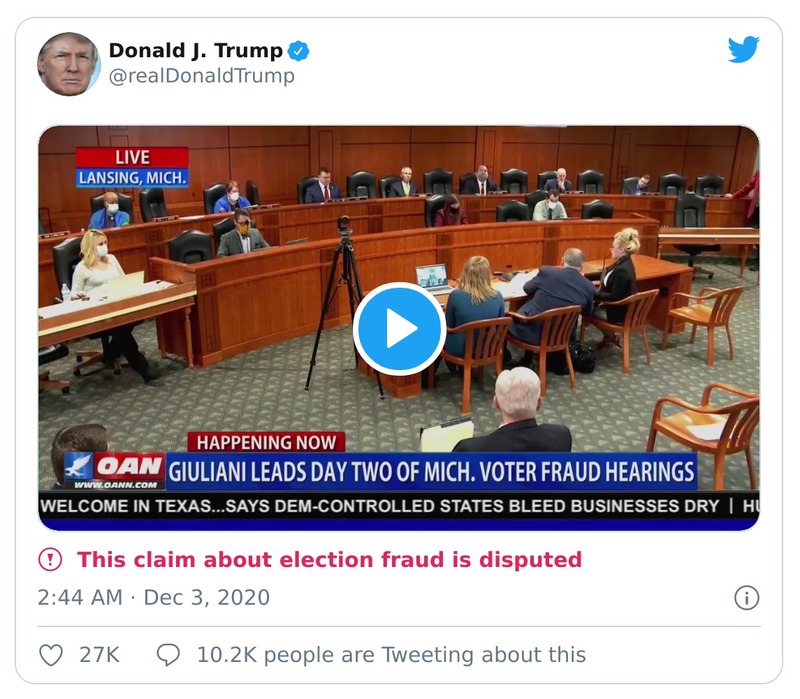 Donald J. Trump
@realDonaldTrump
LIVE
LANSING, MICH.
HAPPENING NOW
OAN
WWW.OANN.COM
GIULIANI LEADS DAY TWO OF MICH. VOTER FRAUD HEARINGS
WELCOME IN TEXAS...SAYS DEM-CONTROLLED STATES BLEED BUSINESSES DRY |
This claim about election fraud is disputed
2:44 AM · Dec 3, 2020
27K 10.2K people are Tweeting about this